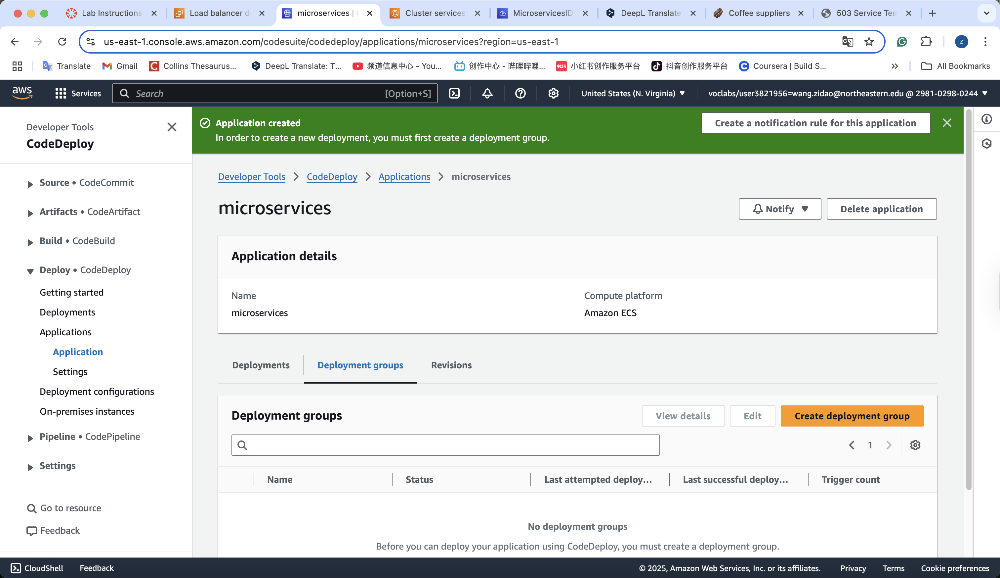 Lab Instructions
Load balancer d
microservices | C
Cluster services
MicroservicesID
DeepL Translate
Coffee suppliers
503 Service Tem
us-east-1.console.aws.amazon.com/codesuite/codedeploy/applications/microservices?region=us-east-1
Z
Translate
Gmail
Collins Thesaurus...
DeepL Translate: T...
频道信息中心 - You...
创作中心 - 哔哩哔哩...
小红书创作服务平台
抖音创作服务平台
Coursera | Build S...
All Bookmarks
aws
Services
Search
[Option+S]
United States (N. Virginia)
voclabs/user3821956=wang.zidao@northeastern.edu @ 2981-0298-0244
Developer Tools
CodeDeploy
Source • CodeCommit
Artifacts • CodeArtifact
Build • CodeBuild
Deploy • CodeDeploy
Getting started
Deployments
Applications
Application
Settings
Deployment configurations
On-premises instances
Pipeline • CodePipeline
Settings
Go to resource
Feedback
Application created
In order to create a new deployment, you must first create a deployment group.
Create a notification rule for this application
Developer Tools > CodeDeploy > Applications > microservices
microservices
Notify
Delete application
Application details
Name
microservices
Compute platform
Amazon ECS
Deployments
Deployment groups
Revisions
Deployment groups
View details
Edit
Create deployment group
1
Name
Status
Last attempted deploy...
Last successful deploy...
Trigger count
No deployment groups
Before you can deploy your application using CodeDeploy, you must create a deployment group.
CloudShell
Feedback
© 2025, Amazon Web Services, Inc. or its affiliates.
Privacy
Terms
Cookie preferences